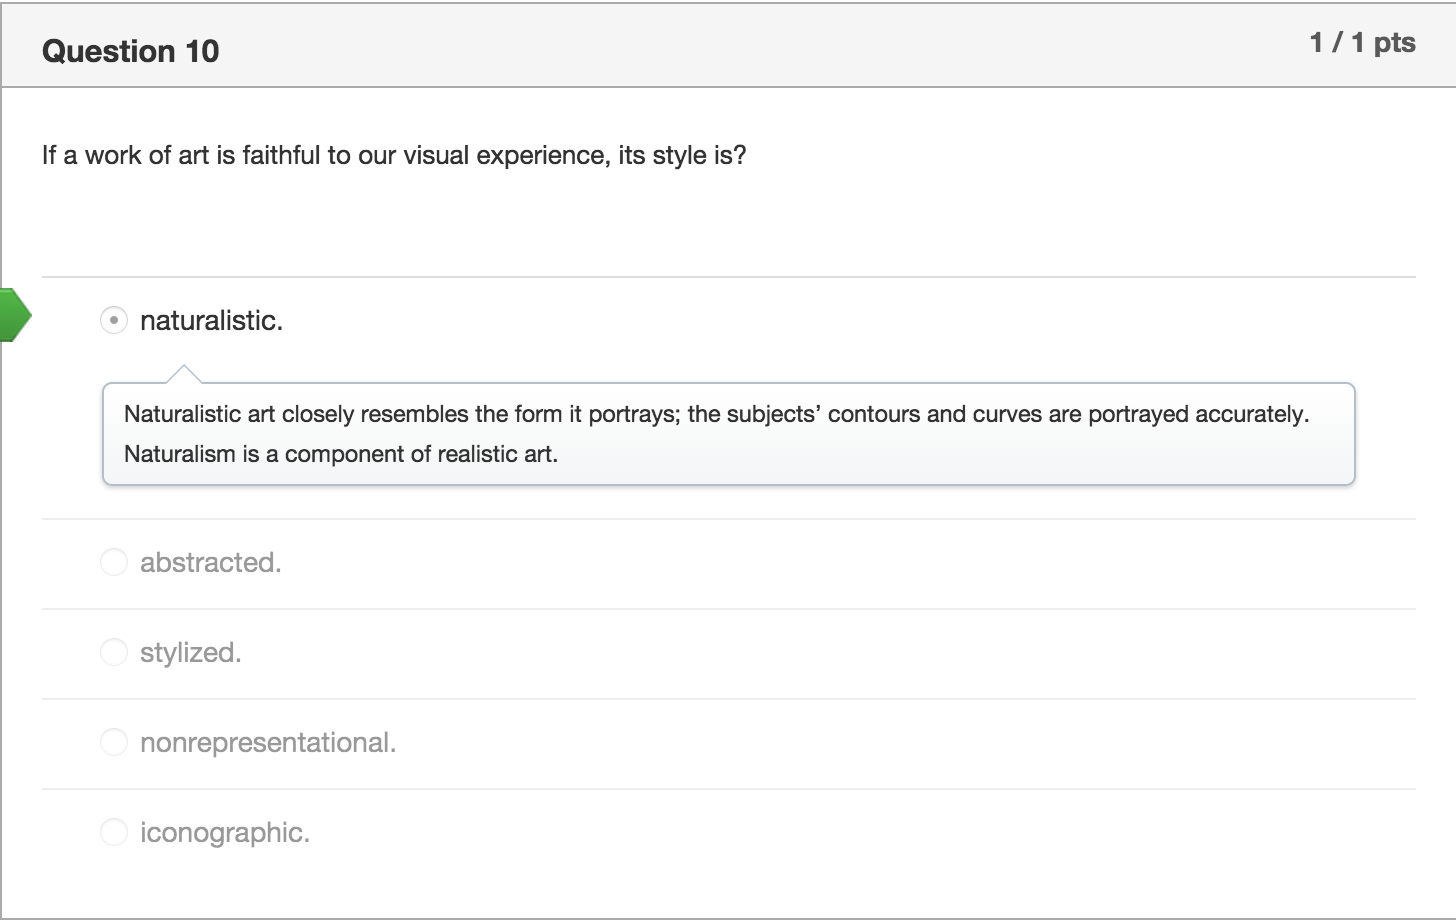 Question 10
1 / 1 pts
If a work of art is faithful to our visual experience, its style is?
naturalistic.
Naturalistic art closely resembles the form it portrays; the subjects’ contours and curves are portrayed accurately.
Naturalism is a component of realistic art.
abstracted.
stylized.
nonrepresentational.
iconographic.